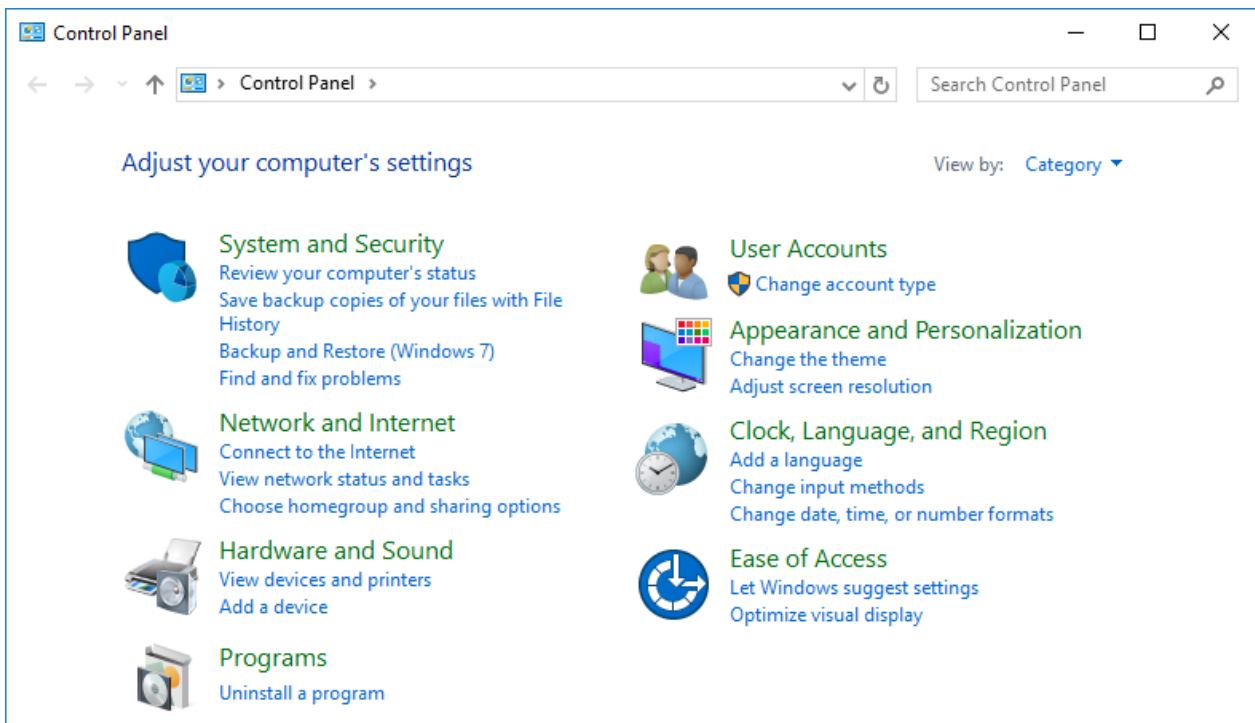 Control Panel
Control Panel
Search Control Panel
Adjust your computer's settings
View by: Category
System and Security
Review your computer's status
Save backup copies of your files with File
History
Backup and Restore (Windows 7)
Find and fix problems
Network and Internet
Connect to the Internet
View network status and tasks
Choose homegroup and sharing options
Hardware and Sound
View devices and printers
Add a device
Programs
Uninstall a program
User Accounts
Change account type
Appearance and Personalization
Change the theme
Adjust screen resolution
Clock, Language, and Region
Add a language
Change input methods
Change date, time, or number formats
Ease of Access
Let Windows suggest settings
Optimize visual display